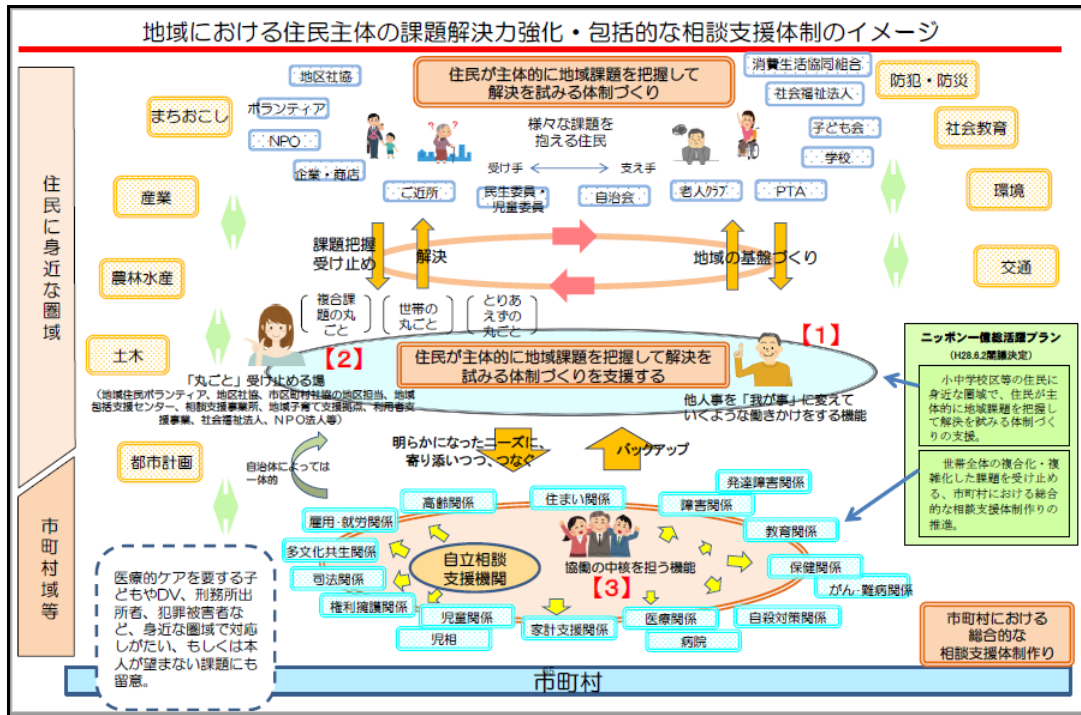 地域における住民主体の課題解決力強化・包括的な相談支援体制のイメージ
住民に身近な圏域
市町村域等
住民が主体的に地域課題を把握して
解決を試みる体制づくり
地区社協
ボランティア
NPO
企業・商店
まちおこし
産業
農林水産
土木
都市計画
消費生活協同組合
社会福祉法人
子ども会
学校
防犯・防災
社会教育
環境
交通
様々な課題を
抱える住民
受け手
支え手
ご近所
民生委員・
児童委員
自治会
老人クラブ
PTA
課題把握
受け止め
解決
地域の基盤づくり
複合課
題の丸
ごと
世帯の
丸ごと
とりあ
えずの
丸ごと
【2】
【1】
住民が主体的に地域課題を把握して解決を
試みる体制づくりを支援する
「丸ごと」受け止める場
(地域住民ボランティア、地区社協、市区町村社協の地区担当、地域
包括支援センター、相談支援事業所、地域子育て支援拠点、利用者支
援事業、社会福祉法人、NPO法人等)
他人事を「我が事」に変えて
いくような働きかけをする機能
ニッポン一億総活躍プラン
(H28.6.2閣議決定)
小中学校区等の住民に
身近な圏域で、住民が主
体的に地域課題を把握し
て解決を試みる体制づく
りの支援。
世帯全体の複合化・複
雑化した課題を受け止め
る、市町村における総合
的な相談支援体制作りの
推進。
明らかになったニーズに、
寄り添いつつ、つなぐ
バックアップ
自治体によっては
一体的
高齢関係
住まい関係
障害関係
発達障害関係
雇用・就労関係
教育関係
多文化共生関係
司法関係
自立相談
支援機関
協働の中核を担う機能
【3】
保健関係
がん・難病関係
権利擁護関係
児童関係
児相
家計支援関係
医療関係
病院
自殺対策関係
医療的ケアを要する子
どもやDV、刑務所出
所者、犯罪被害者な
ど、身近な圏域で対応
しがたい、もしくは本
人が望まない課題にも
留意。
市町村における
総合的な
相談支援体制作り
市町村